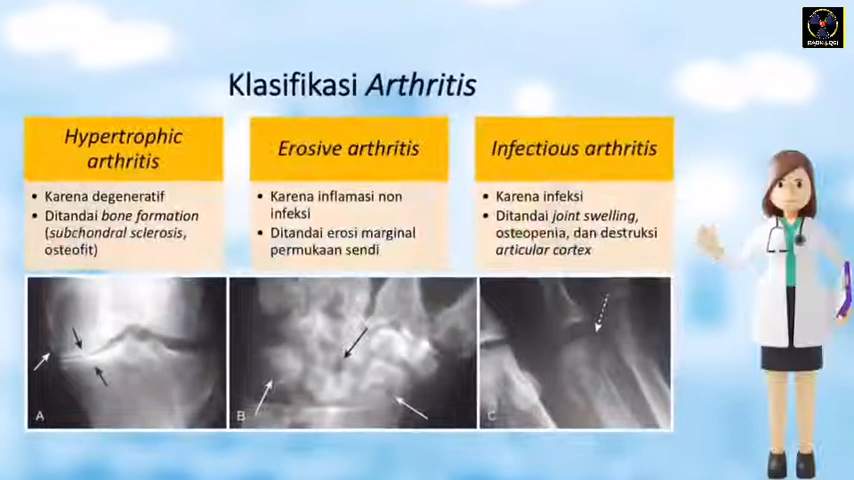 Klasifikasi Arthritis
Hypertrophic
arthritis
• Karena degeneratif
• Ditandai bone formation
(subchondral sclerosis,
osteofit)
Erosive arthritis
• Karena inflamasi non
infeksi
• Ditandai erosi marginal
permukaan sendi
Infectious arthritis
• Karena infeksi
• Ditandai joint swelling,
osteopenia, dan destruksi
articular cortex
A
B
C